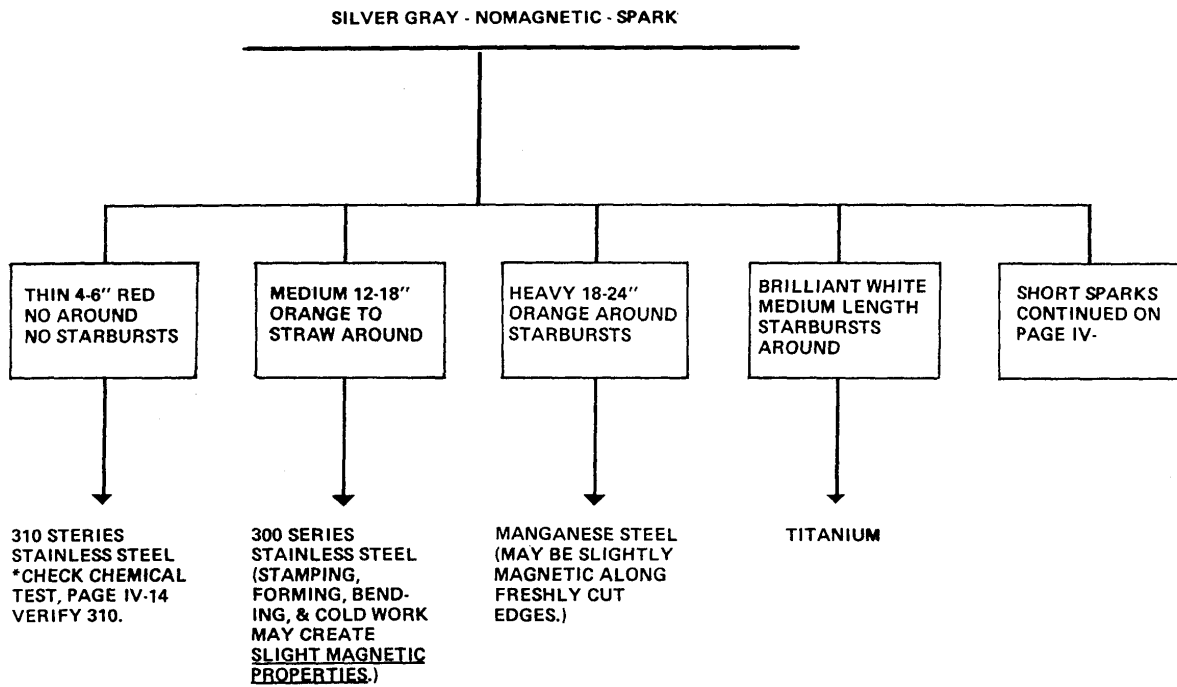 SILVER GRAY - NOMAGNETIC - SPARK
THIN 4-6" RED
NO AROUND
NO STARBURSTS
MEDIUM 12-18"
ORANGE TO
STRAW AROUND
HEAVY 18-24"
ORANGE AROUND
STARBURSTS
BRILLIANT WHITE
MEDIUM LENGTH
STARBURSTS
AROUND
SHORT SPARKS
CONTINUED ON
PAGE IV-
310 STERIES
STAINLESS STEEL
*CHECK CHEMICAL
TEST, PAGE IV-14
VERIFY 310.
300 SERIES
STAINLESS STEEL
(STAMPING,
FORMING, BEND-
ING, & COLD WORK
MAY CREATE
SLIGHT MAGNETIC
PROPERTIES.)
MANGANESE STEEL
(MAY BE SLIGHTLY
MAGNETIC ALONG
FRESHLY CUT
EDGES.)
TITANIUM